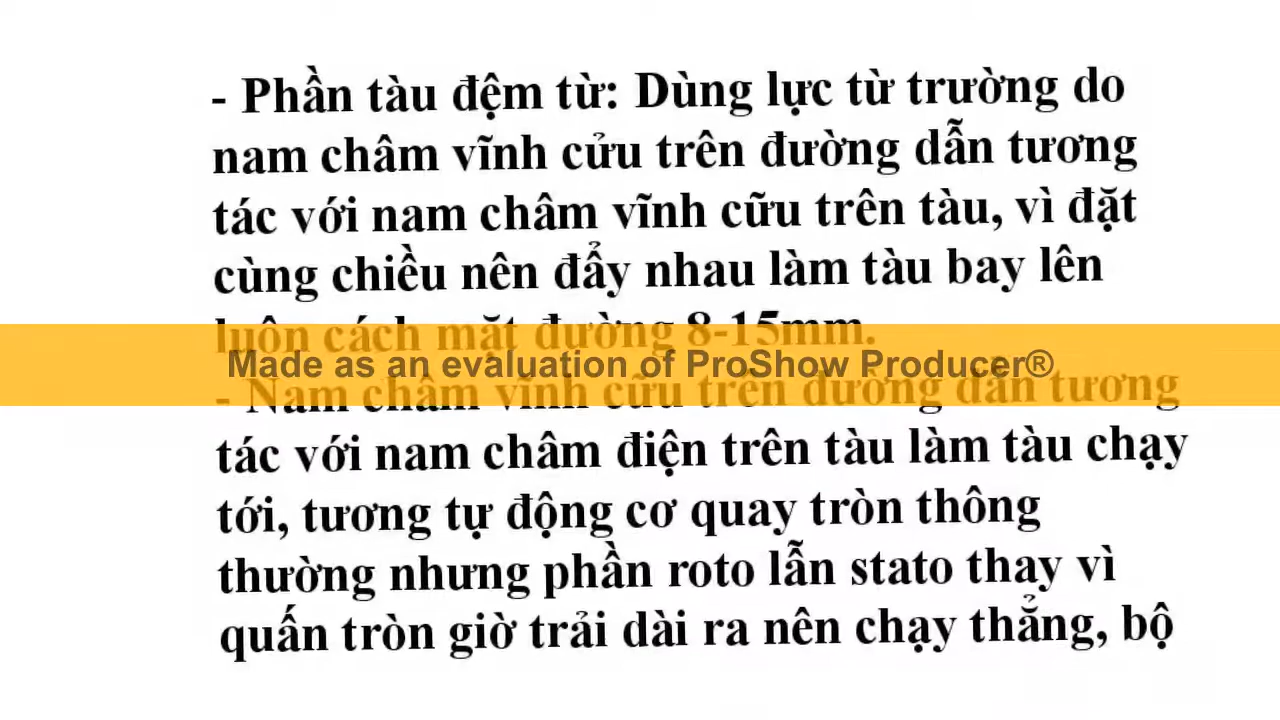 - Phần tàu đệm từ: Dùng lực từ trường do
nam châm vĩnh cửu trên đường dẫn tương
tác với nam châm vĩnh cữu trên tàu, vì đặt
cùng chiều nên đẩy nhau làm tàu bay lên
luôn cách mặt đường 8-15mm.
Made as an evaluation of ProShow Producer®
- Nam châm vĩnh cữu trên đường dẫn tương
tác với nam châm điện trên tàu làm tàu chạy
tới, tương tự động cơ quay tròn thông
thường nhưng phần roto lẫn stato thay vì
quấn tròn giờ trải dài ra nên chạy thẳng, bộ